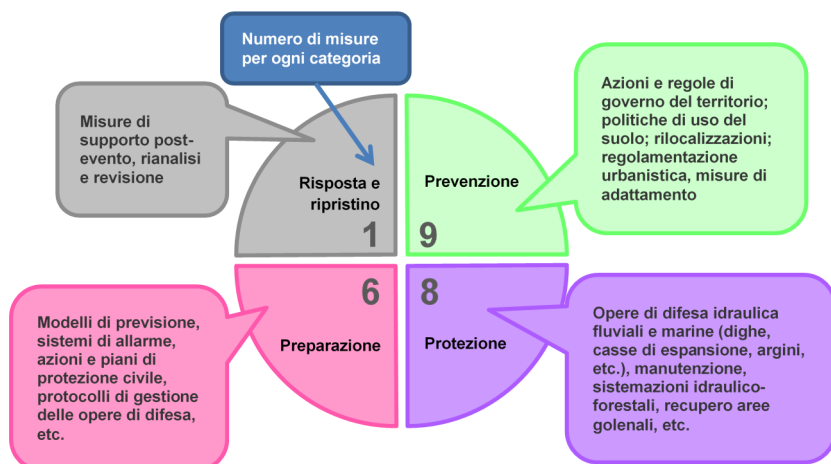 Numero di misure
per ogni categoria
Misure di
supporto post-
evento, rianalisi
e revisione
Risposta e
ripristino
1
Prevenzione
9
Azioni e regole di
governo del territorio;
politiche di uso del
suolo; rilocalizzazioni;
regolamentazione
urbanistica, misure di
adattamento
Modelli di previsione,
sistemi di allarme,
azioni e piani di
protezione civile,
protocolli di gestione
delle opere di difesa,
etc.
6
Preparazione
8
Protezione
Opere di difesa idraulica
fluviali e marine (dighe,
casse di espansione, argini,
etc.), manutenzione,
sistemazioni idraulico-
forestali, recupero aree
golenali, etc.